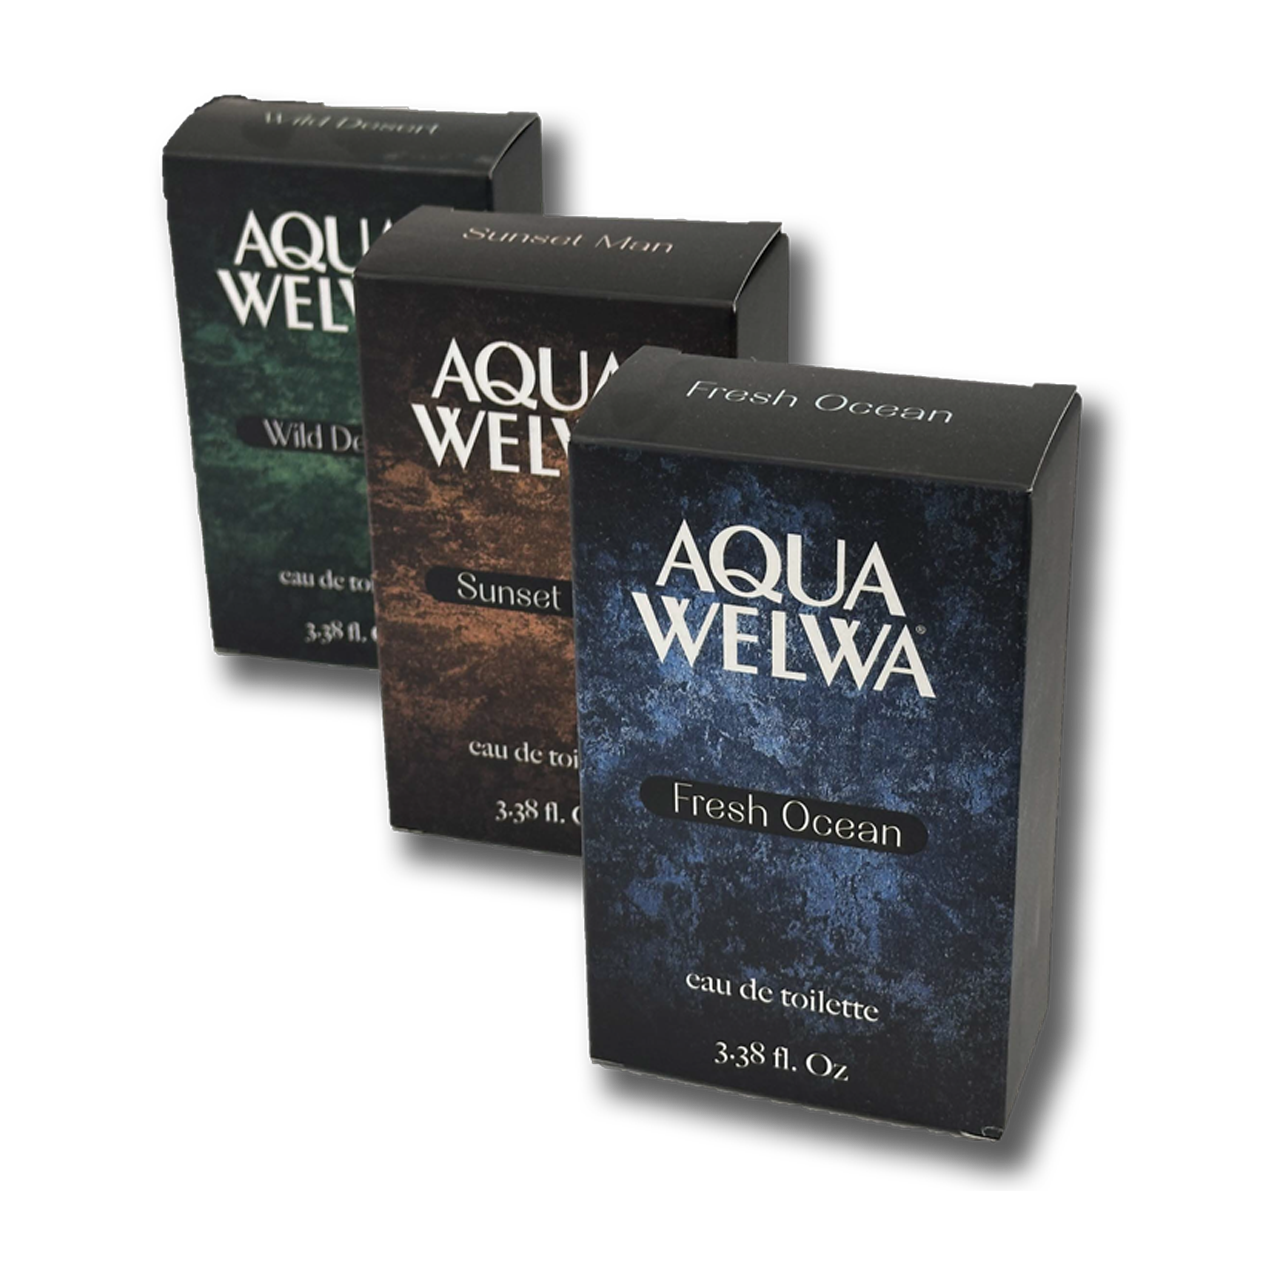 Wild Desert
AQUA
WELW
Wild De
eau de toi
3.38 fl.
Sunset Man
AQUA
WELW
Sunset
eau de toi
3.38 fl. O
Fresh Ocean
AQUA
WELWA®
Fresh Ocean
eau de toilette
3.38 fl. Oz